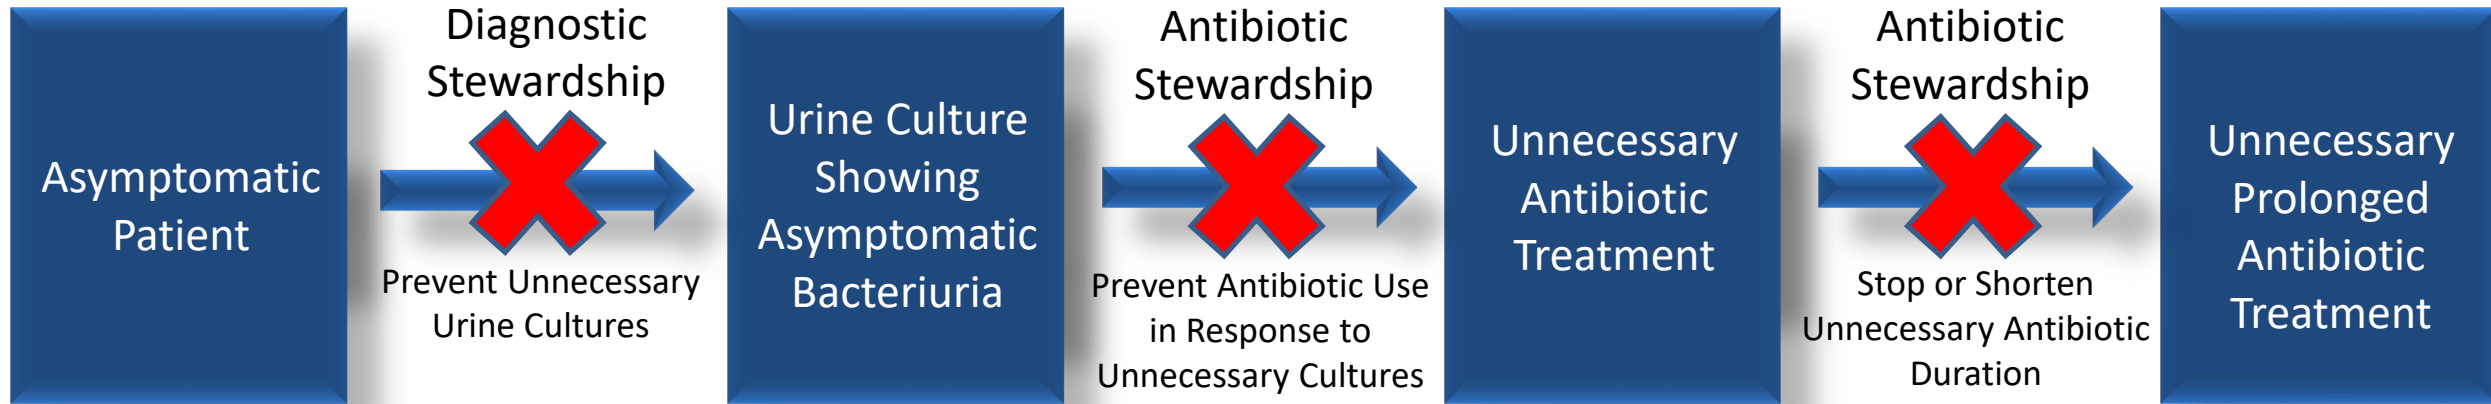 Asymptomatic
Patient
Diagnostic
Stewardship
Prevent Unnecessary
Urine Cultures
Urine Culture
Showing
Asymptomatic
Bacteriuria
Antibiotic
Stewardship
Prevent Antibiotic Use
in Response to
Unnecessary Cultures
Unnecessary
Antibiotic
Treatment
Antibiotic
Stewardship
Stop or Shorten
Unnecessary Antibiotic
Duration
Unnecessary
Prolonged
Antibiotic
Treatment